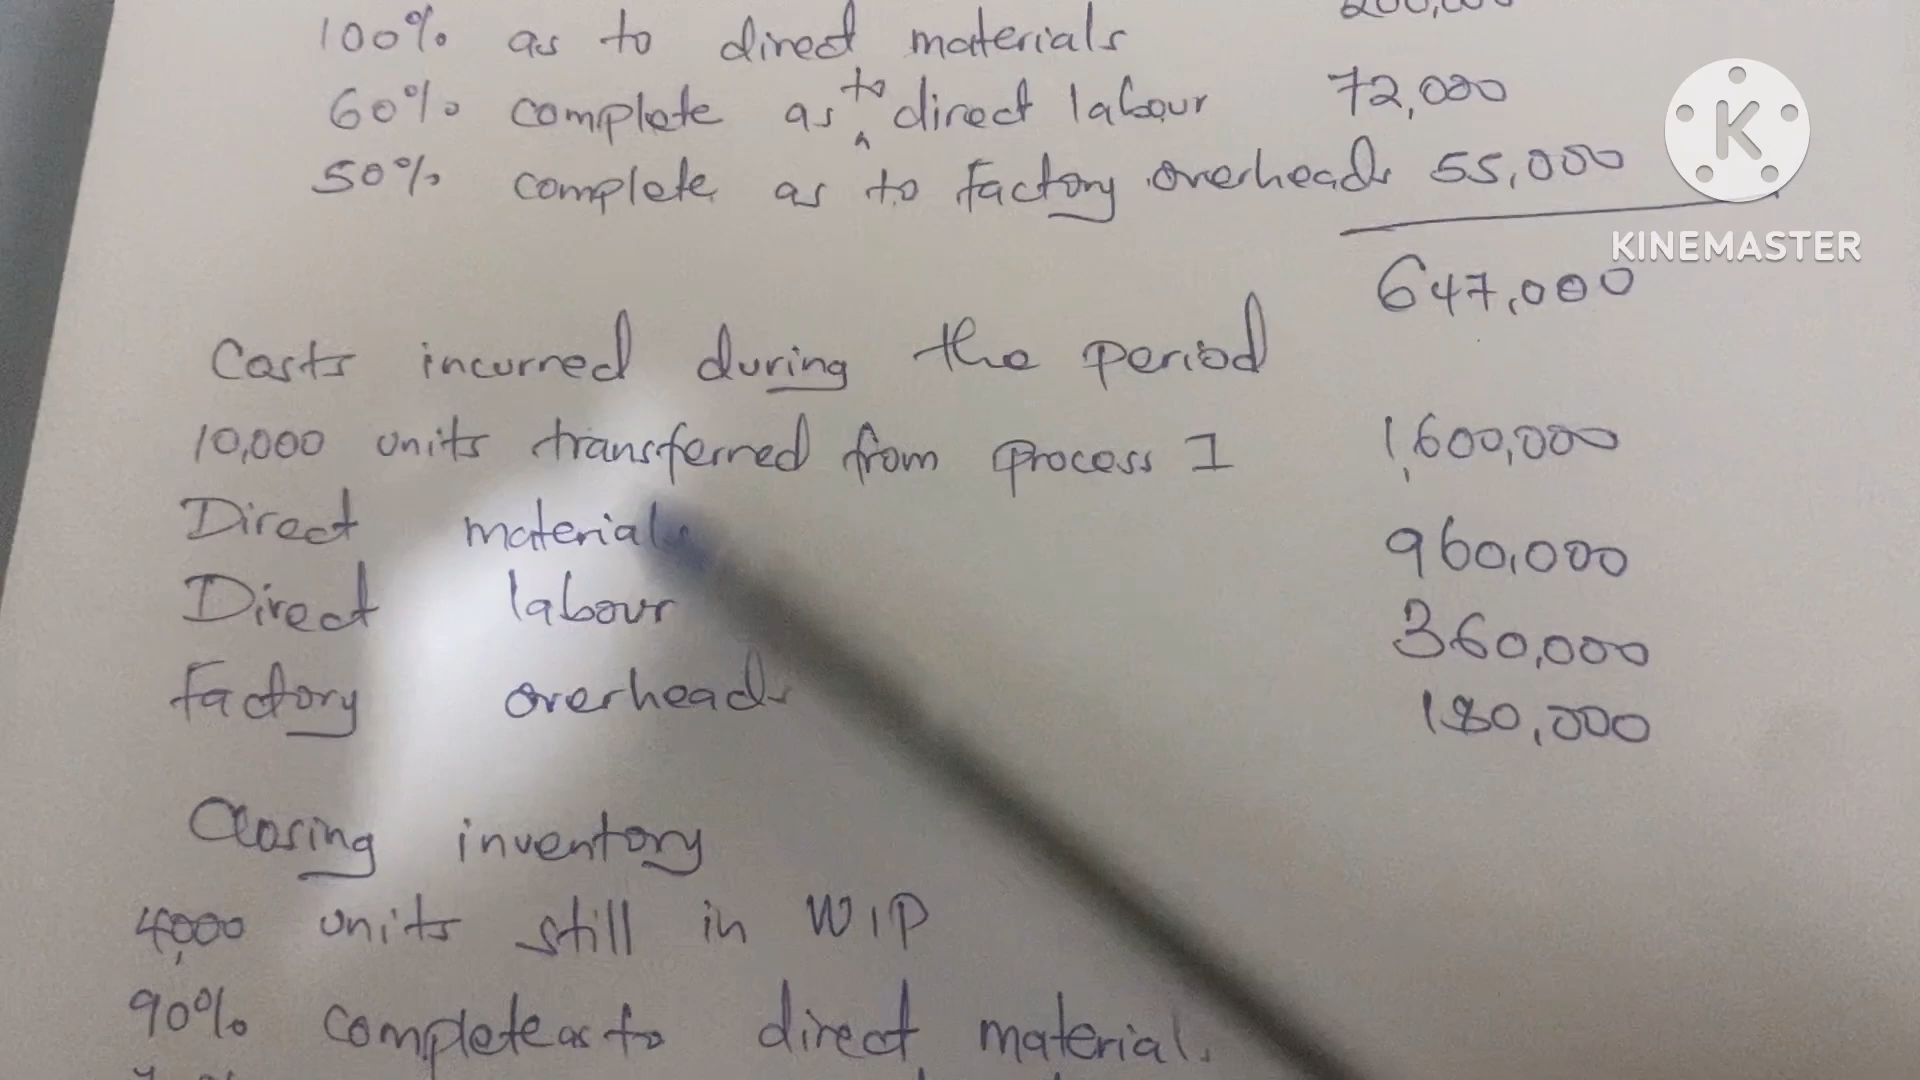 100% as to direct materials
60% complete as to direct labour 72,000
50% complete as to factory overheads 55,000
647,000
Costs incurred during the period
10,000 units transferred from process I 1,600,000
Direct materials 960,000
Direct labour 360,000
Factory overheads 180,000
Closing inventory
4,000 units still in WIP
90% complete as to direct material.
K
KINEMASTER